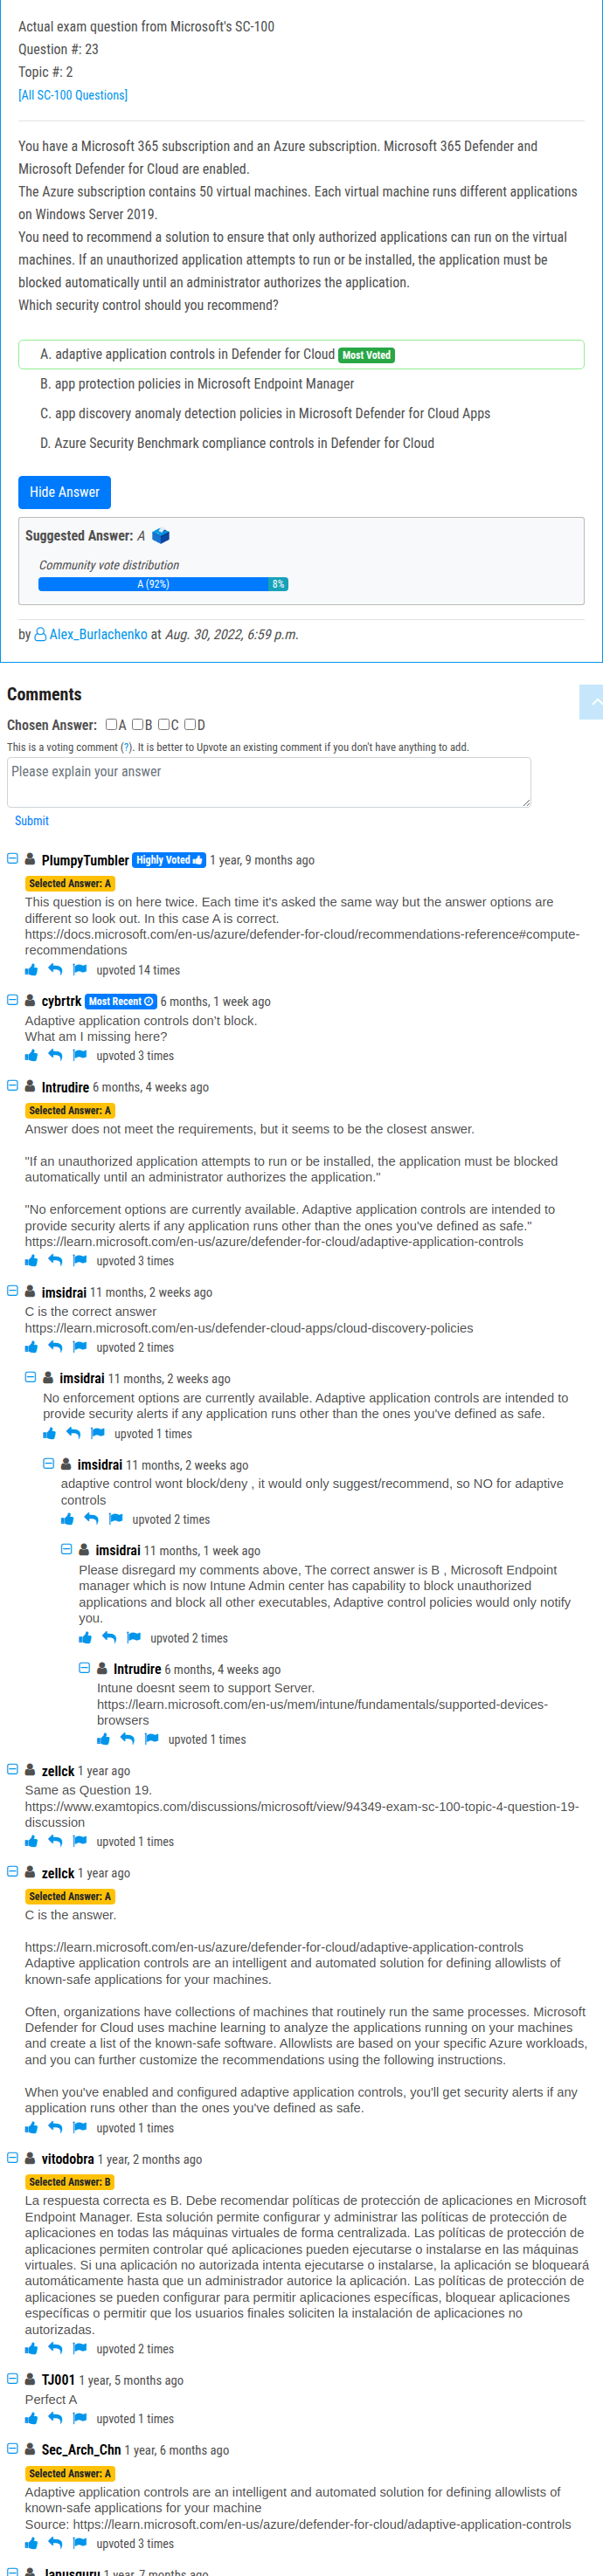 Actual exam question from Microsoft's SC-100
Question #: 23
Topic #: 2
[All SC-100 Questions]
You have a Microsoft 365 subscription and an Azure subscription. Microsoft 365 Defender and
Microsoft Defender for Cloud are enabled.
The Azure subscription contains 50 virtual machines. Each virtual machine runs different applications
on Windows Server 2019.
You need to recommend a solution to ensure that only authorized applications can run on the virtual
machines. If an unauthorized application attempts to run or be installed, the application must be
blocked automatically until an administrator authorizes the application.
Which security control should you recommend?
A. adaptive application controls in Defender for Cloud Most Voted
B. app protection policies in Microsoft Endpoint Manager
C. app discovery anomaly detection policies in Microsoft Defender for Cloud Apps
D. Azure Security Benchmark compliance controls in Defender for Cloud
Hide Answer
Suggested Answer: A
Community vote distribution
A (92%) 8%
by Alex_Burlachenko at Aug. 30, 2022, 6:59 p.m.
Comments
Chosen Answer: A B C D
This is a voting comment (?). It is better to Upvote an existing comment if you don't have anything to add.
Please explain your answer
Submit
PlumpyTumbler Highly Voted 1 year, 9 months ago
Selected Answer: A
This question is on here twice. Each time it's asked the same way but the answer options are
different so look out. In this case A is correct.
https://docs.microsoft.com/en-us/azure/defender-for-cloud/recommendations-reference#compute-
recommendations
upvoted 14 times
cybrtrk Most Recent 6 months, 1 week ago
Adaptive application controls don't block.
What am I missing here?
upvoted 3 times
Intrudire 6 months, 4 weeks ago
Selected Answer: A
Answer does not meet the requirements, but it seems to be the closest answer.
"If an unauthorized application attempts to run or be installed, the application must be blocked
automatically until an administrator authorizes the application."
"No enforcement options are currently available. Adaptive application controls are intended to
provide security alerts if any application runs other than the ones you've defined as safe."
https://learn.microsoft.com/en-us/azure/defender-for-cloud/adaptive-application-controls
upvoted 3 times
imsidrai 11 months, 2 weeks ago
C is the correct answer
https://learn.microsoft.com/en-us/defender-cloud-apps/cloud-discovery-policies
upvoted 2 times
imsidrai 11 months, 2 weeks ago
No enforcement options are currently available. Adaptive application controls are intended to
provide security alerts if any application runs other than the ones you've defined as safe.
upvoted 1 times
imsidrai 11 months, 2 weeks ago
adaptive control wont block/deny , it would only suggest/recommend, so NO for adaptive
controls
upvoted 2 times
imsidrai 11 months, 1 week ago
Please disregard my comments above, The correct answer is B , Microsoft Endpoint
manager which is now Intune Admin center has capability to block unauthorized
applications and block all other executables, Adaptive control policies would only notify
you.
upvoted 2 times
Intrudire 6 months, 4 weeks ago
Intune doesnt seem to support Server.
https://learn.microsoft.com/en-us/mem/intune/fundamentals/supported-devices-
browsers
upvoted 1 times
zellck 1 year ago
Same as Question 19.
https://www.examtopics.com/discussions/microsoft/view/94349-exam-sc-100-topic-4-question-19-
discussion
upvoted 1 times
zellck 1 year ago
Selected Answer: A
C is the answer.
https://learn.microsoft.com/en-us/azure/defender-for-cloud/adaptive-application-controls
Adaptive application controls are an intelligent and automated solution for defining allowlists of
known-safe applications for your machines.
Often, organizations have collections of machines that routinely run the same processes. Microsoft
Defender for Cloud uses machine learning to analyze the applications running on your machines
and create a list of the known-safe software. Allowlists are based on your specific Azure workloads,
and you can further customize the recommendations using the following instructions.
When you've enabled and configured adaptive application controls, you'll get security alerts if any
application runs other than the ones you've defined as safe.
upvoted 1 times
vitodobra 1 year, 2 months ago
Selected Answer: B
La respuesta correcta es B. Debe recomendar políticas de protección de aplicaciones en Microsoft
Endpoint Manager. Esta solución permite configurar y administrar las políticas de protección de
aplicaciones en todas las máquinas virtuales de forma centralizada. Las políticas de protección de
aplicaciones permiten controlar qué aplicaciones pueden ejecutarse o instalarse en las máquinas
virtuales. Si una aplicación no autorizada intenta ejecutarse o instalarse, la aplicación se bloqueará
automáticamente hasta que un administrador autorice la aplicación. Las políticas de protección de
aplicaciones se pueden configurar para permitir aplicaciones específicas, bloquear aplicaciones
específicas o permitir que los usuarios finales soliciten la instalación de aplicaciones no
autorizadas.
upvoted 2 times
TJ001 1 year, 5 months ago
Perfect A
upvoted 1 times
Sec_Arch_Chn 1 year, 6 months ago
Selected Answer: A
Adaptive application controls are an intelligent and automated solution for defining allowlists of
known-safe applications for your machine
Source: https://learn.microsoft.com/en-us/azure/defender-for-cloud/adaptive-application-controls
upvoted 3 times
Janusguru 1 year, 7 months ago